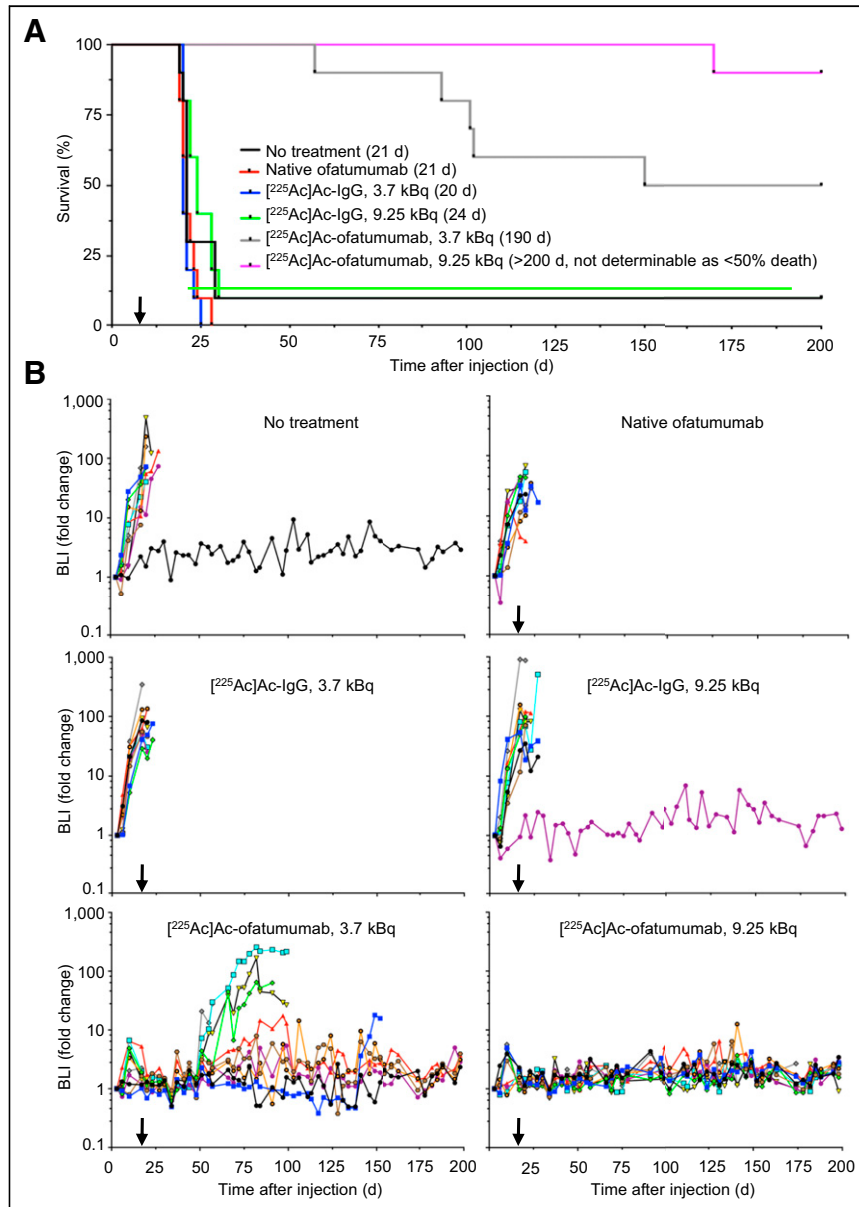 A
100
75
50
25
0
Survival (%)
No treatment (21 d)
Native ofatumumab (21 d)
[²²⁵Ac]Ac-IgG, 3.7 kBq (20 d)
[²²⁵Ac]Ac-IgG, 9.25 kBq (24 d)
[²²⁵Ac]Ac-ofatumumab, 3.7 kBq (190 d)
[²²⁵Ac]Ac-ofatumumab, 9.25 kBq (>200 d, not determinable as <50% death)
0 25 50 75 100 125 150 175 200
Time after injection (d)
B
No treatment
Native ofatumumab
1,000
100
10
1
0.1
BLI (fold change)
[²²⁵Ac]Ac-IgG, 3.7 kBq
[²²⁵Ac]Ac-IgG, 9.25 kBq
1,000
100
10
1
0.1
BLI (fold change)
[²²⁵Ac]Ac-ofatumumab, 3.7 kBq
[²²⁵Ac]Ac-ofatumumab, 9.25 kBq
1,000
100
10
1
0.1
BLI (fold change)
0 25 50 75 100 125 150 175 200
25 50 75 100 125 150 175 200
Time after injection (d)
Time after injection (d)